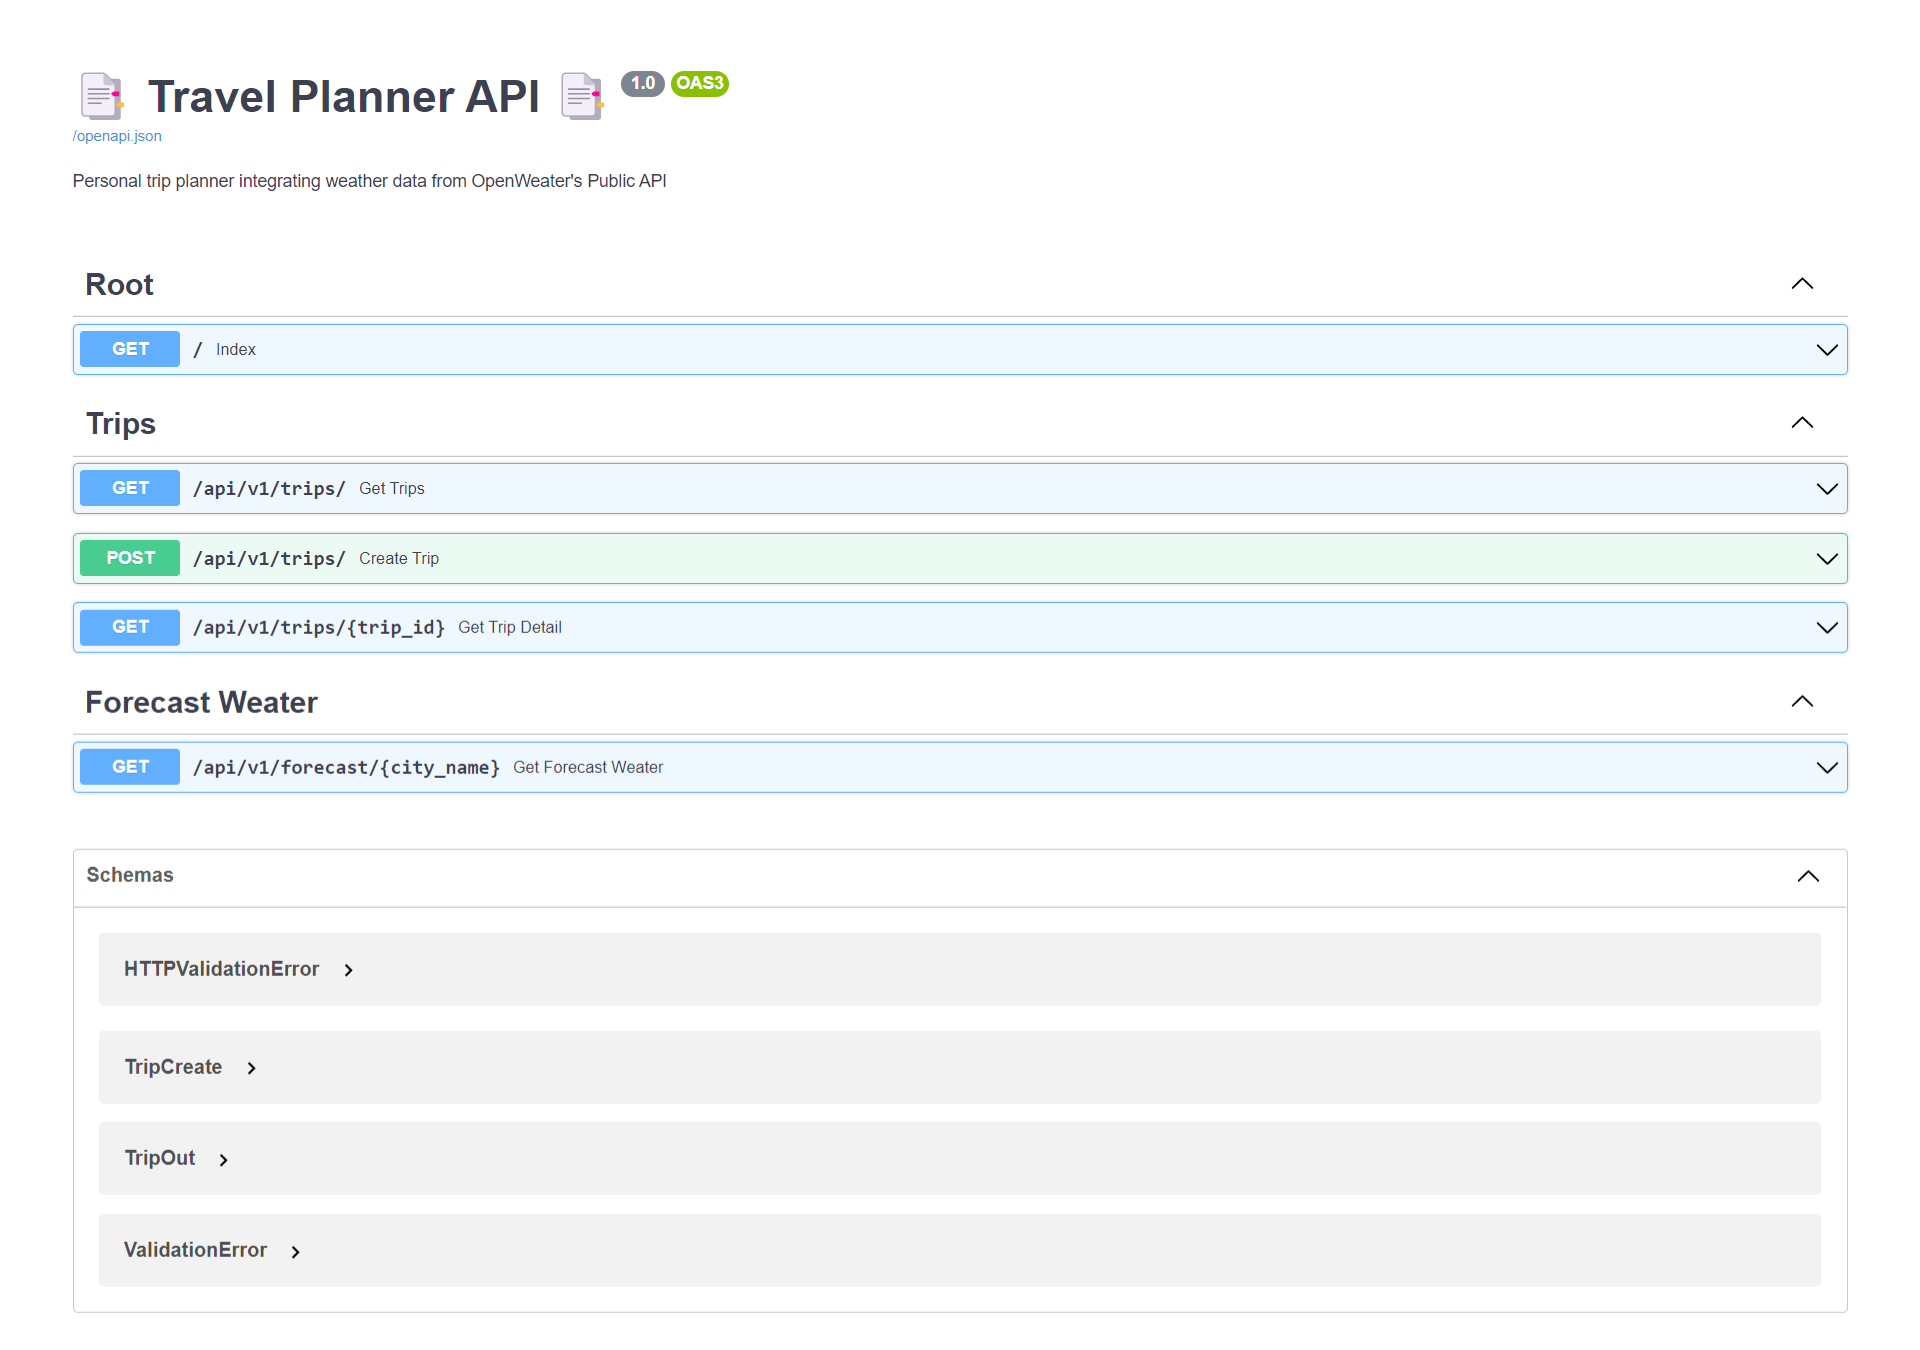 Travel Planner API 1.0 OAS3
/openapi.json
Personal trip planner integrating weather data from OpenWeater's Public API
Root
GET / Index
Trips
GET /api/v1/trips/ Get Trips
POST /api/v1/trips/ Create Trip
GET /api/v1/trips/{trip_id} Get Trip Detail
Forecast Weater
GET /api/v1/forecast/{city_name} Get Forecast Weater
Schemas
HTTPValidationError
TripCreate
TripOut
ValidationError